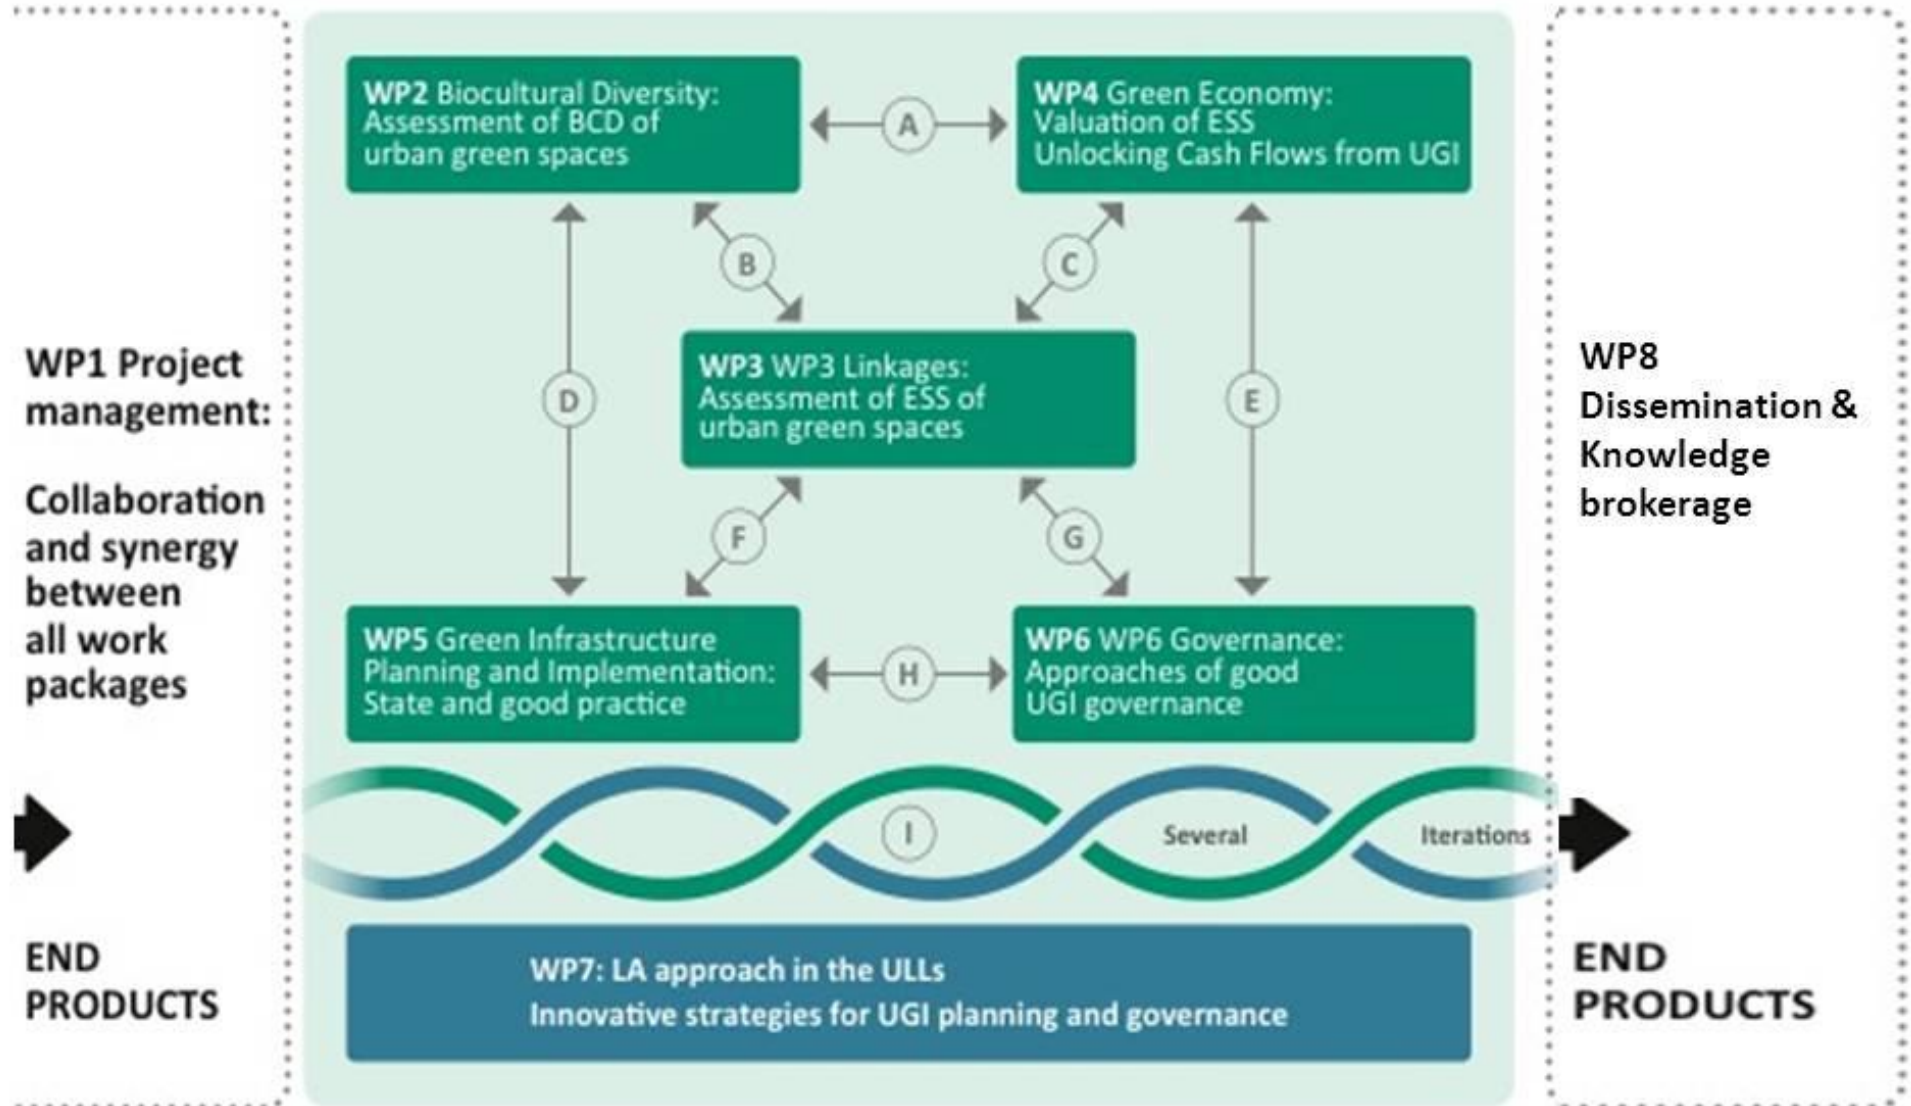 WP1 Project
management:
Collaboration
and synergy
between
all work
packages
END
PRODUCTS
WP2 Biocultural Diversity:
Assessment of BCD of
urban green spaces
A
WP4 Green Economy:
Valuation of ESS
Unlocking Cash Flows from UGI
B
C
D
WP3 WP3 Linkages:
Assessment of ESS of
urban green spaces
E
F
G
WP5 Green Infrastructure
Planning and Implementation:
State and good practice
H
WP6 WP6 Governance:
Approaches of good
UGI governance
I
Several
Iterations
WP7: LA approach in the ULLs
Innovative strategies for UGI planning and governance
WP8
Dissemination &
Knowledge
brokerage
END
PRODUCTS